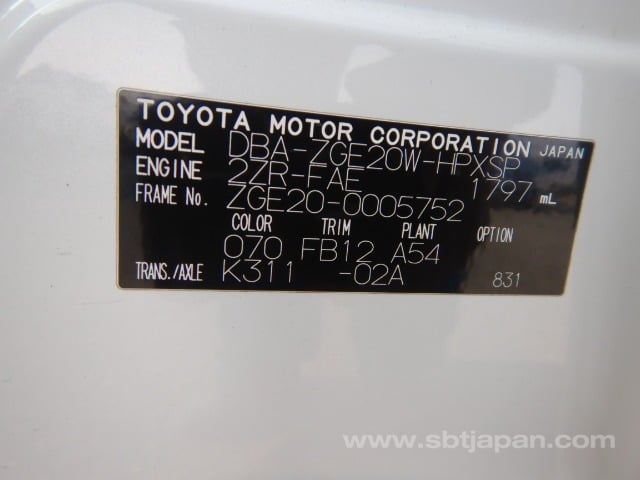 TOYOTA MOTOR CORPORATION JAPAN
MODEL DBA-ZGE20W-HPXSP
ENGINE 2ZR-FAE 1797 mL
FRAME No. ZGE20-0005752
COLOR TRIM PLANT OPTION
070 FB12 A54
TRANS./AXLE K311 -02A 831
www.sbtjapan.com